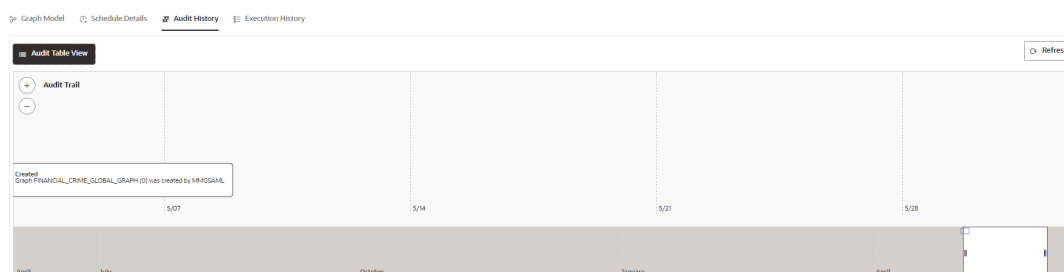 Graph Model Schedule Details Audit History Execution History
Audit Table View
Refres
Audit Trail
Created
Graph FINANCIAL_CRIME_GLOBAL_GRAPH (0) was created by MMGSAML
5/07 5/14 5/21 5/28
April July October January April